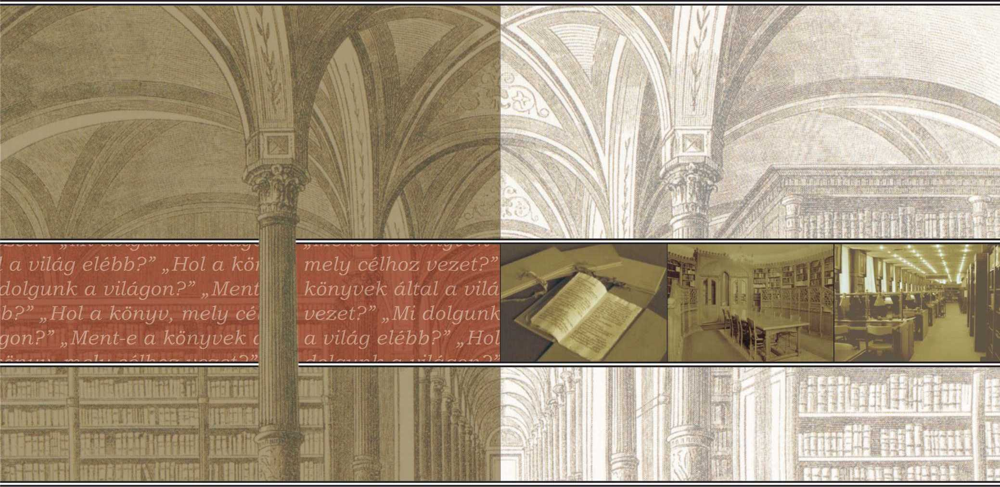 a világ elébb?” „Hol a kör
dolgunk a világon?” „Ment
b?” „Hol a könyv, mely cé
gon?” „Ment-e a könyvek
mely célhoz vezet?”
könyvek által a vilá
vezet?” „Mi dolgunk
a világ elébb?” „Hol